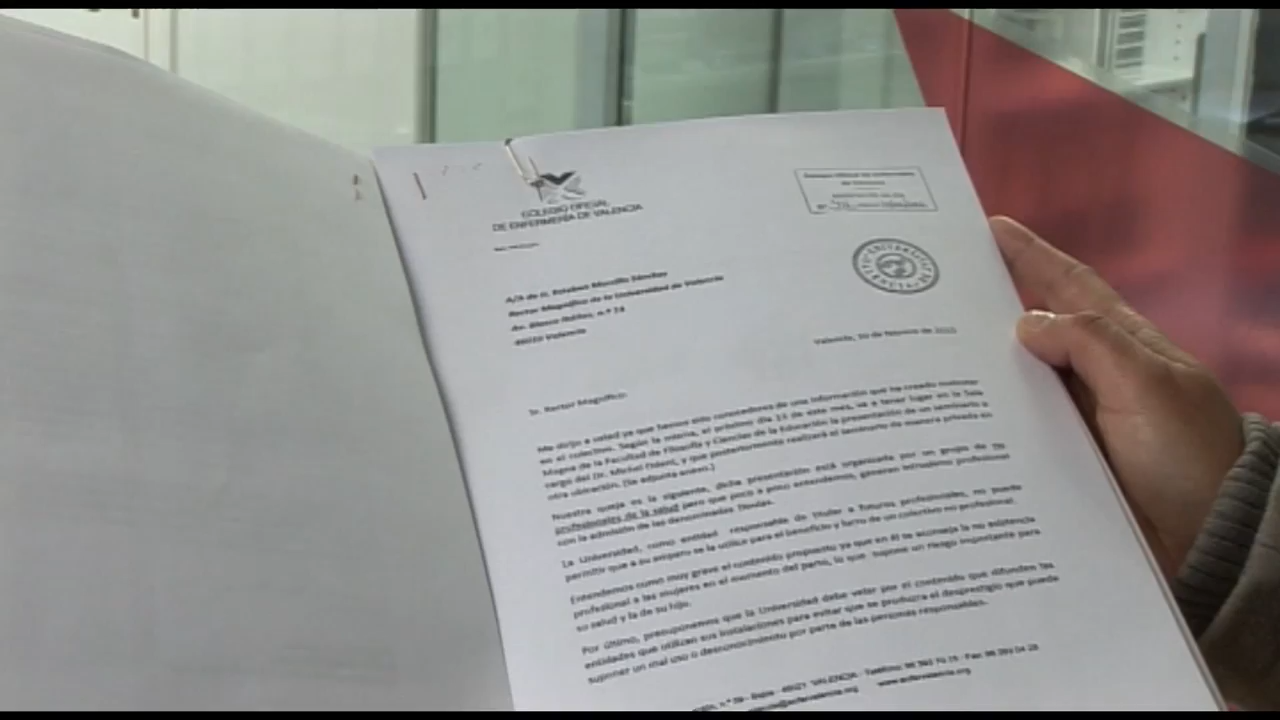 COLEGIO OFICIAL
DE ENFERMERÍA DE VALENCIA
A/A de D. Esteban Morcillo Sánchez
Rector Magnífico de la Universidad de Valencia
Av. Blasco Ibáñez, n.º 13
46010 Valencia
Valencia, 10 de febrero de
Sr. Rector Magnífico:
Me dirijo a usted ya que hemos sido conocedores de una información que ha creado malestar
en el colectivo. Según la misma, el próximo día 13 de este mes, va a tener lugar en la Sala
Magna de la Facultad de Filosofía y Ciencias de la Educación la presentación de un seminario a
cargo del Dr. Michel Odent, y que posteriormente realizará el seminario de manera privada en
otra ubicación. (Se adjunta anexo.)
Nuestra queja es la siguiente, dicha presentación está organizada por un grupo de no
profesionales de la salud pero que poco a poco entendemos, generan intrusismo profesional
con la admisión de las denominadas Doulas.
La Universidad, como entidad responsable de titular a futuros profesionales, no puede
permitir que a su amparo se la utilice para el beneficio y lucro de un colectivo no profesional.
Entendemos como muy grave el contenido propuesto ya que en él se aconseja la no asistencia
profesional a las mujeres en el momento del parto, lo que supone un riesgo importante para
su salud y la de su hijo.
Por último, presuponemos que la Universidad debe velar por el contenido que difunden las
entidades que utilizan sus instalaciones para evitar que se produzca el desprestigio que puede
suponer un mal uso o desconocimiento por parte de las personas responsables.
VALENCIA - Teléfono: 96